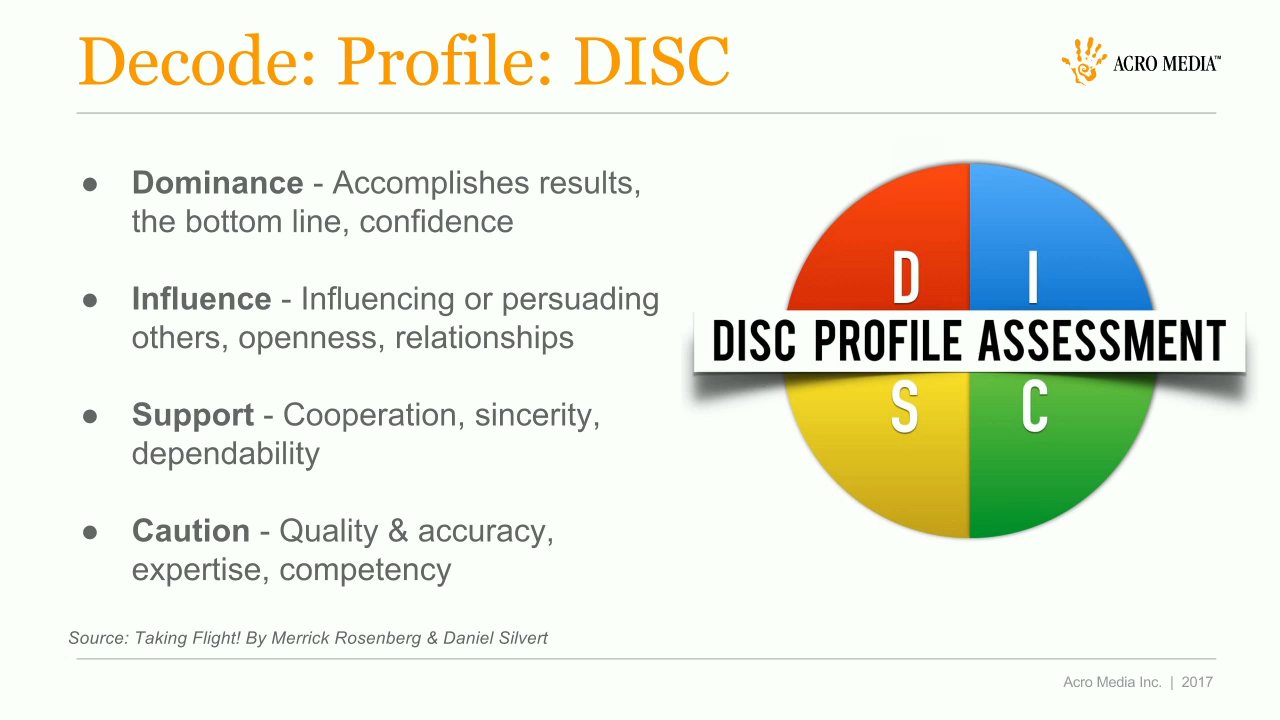 Decode: Profile: DISC
ACRO MEDIA™
● Dominance - Accomplishes results,
the bottom line, confidence
● Influence - Influencing or persuading
others, openness, relationships
● Support - Cooperation, sincerity,
dependability
● Caution - Quality & accuracy,
expertise, competency
D I
DISC PROFILE ASSESSMENT
S C
Source: Taking Flight! By Merrick Rosenberg & Daniel Silvert
Acro Media Inc. | 2017